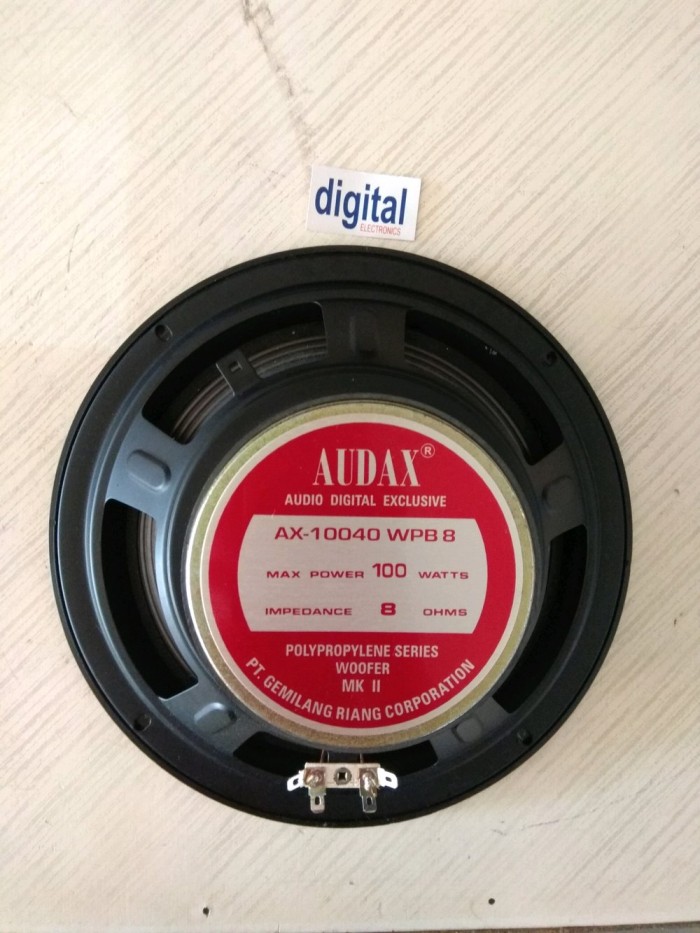 digital
ELECTRONICS
AUDAX®
AUDIO DIGITAL EXCLUSIVE
AX-10040 WPB 8
MAX POWER 100 WATTS
IMPEDANCE 8 OHMS
POLYPROPYLENE SERIES
WOOFER
MK II
PT. GEMILANG RIANG CORPORATION